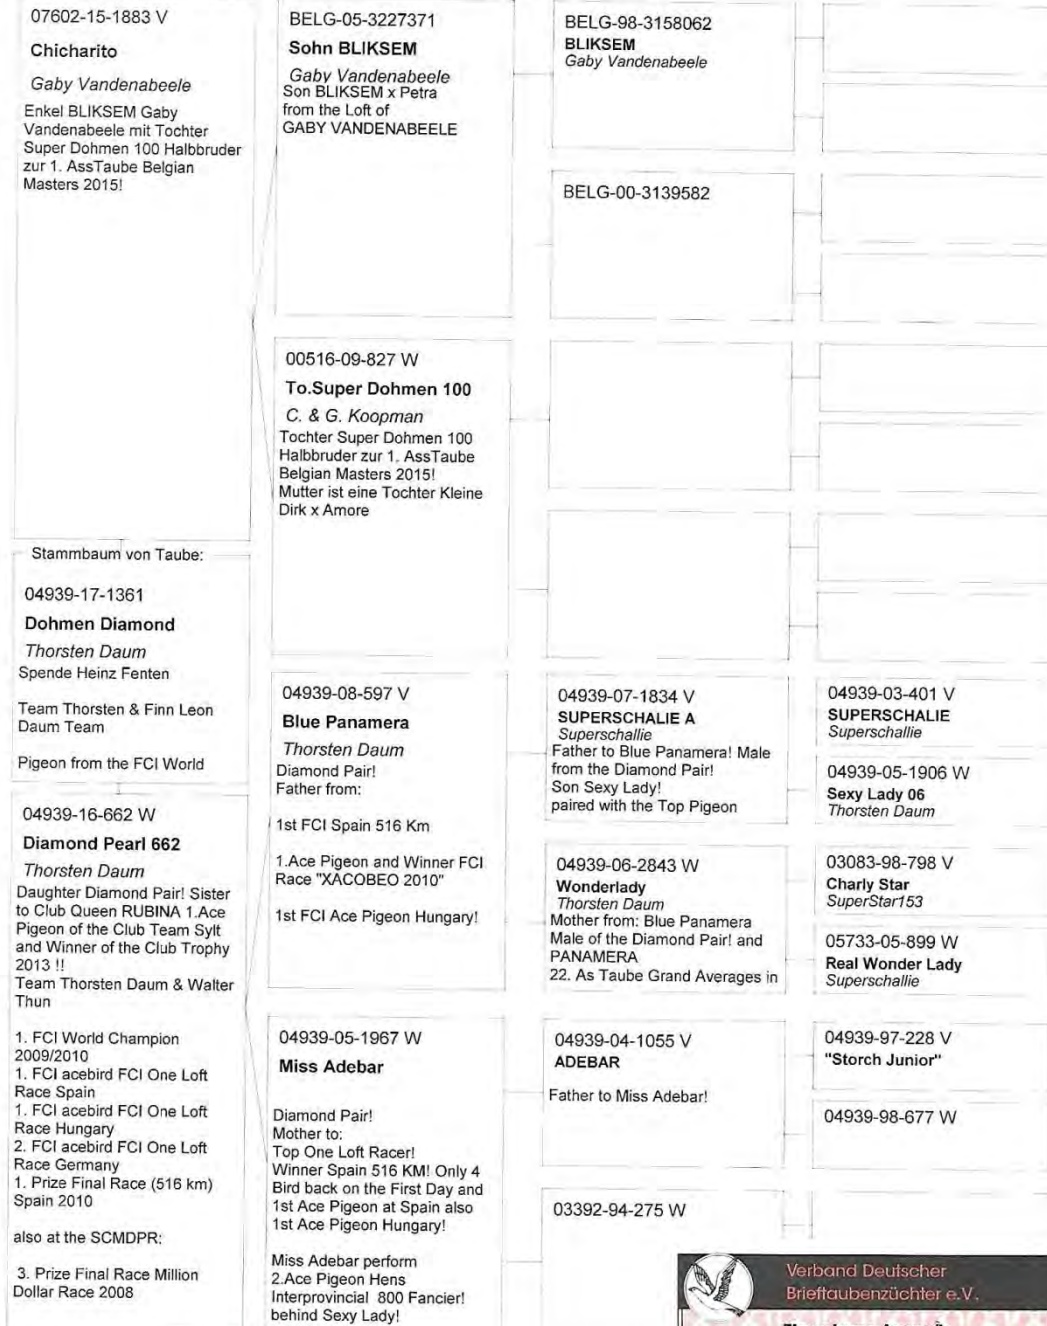 07602-15-1883 V
Chicharito
Gaby Vandenabeele
Enkel BLIKSEM Gaby
Vandenabeele mit Tochter
Super Dohmen 100 Halbbruder
zur 1. AssTaube Belgian
Masters 2015!
Stammbaum von Taube:
04939-17-1361
Dohmen Diamond
Thorsten Daum
Spende Heinz Fenten
Team Thorsten & Finn Leon
Daum Team
Pigeon from the FCI World
04939-16-662 W
Diamond Pearl 662
Thorsten Daum
Daughter Diamond Pair! Sister
to Club Queen RUBINA 1.Ace
Pigeon of the Club Team Sylt
and Winner of the Club Trophy
2013 !!
Team Thorsten Daum & Walter
Thun
1. FCI World Champion
2009/2010
1. FCI acebird FCI One Loft
Race Spain
1. FCI acebird FCI One Loft
Race Hungary
2. FCI acebird FCI One Loft
Race Germany
1. Prize Final Race (516 km)
Spain 2010
also at the SCMDPR:
3. Prize Final Race Million
Dollar Race 2008
BELG-05-3227371
Sohn BLIKSEM
Gaby Vandenabeele
Son BLIKSEM x Petra
from the Loft of
GABY VANDENABEELE
00516-09-827 W
To.Super Dohmen 100
C. & G. Koopman
Tochter Super Dohmen 100
Halbbruder zur 1. AssTaube
Belgian Masters 2015!
Mutter ist eine Tochter Kleine
Dirk x Amore
04939-08-597 V
Blue Panamera
Thorsten Daum
Diamond Pair!
Father from:
1st FCI Spain 516 Km
1.Ace Pigeon and Winner FCI
Race "XACOBEO 2010"
1st FCI Ace Pigeon Hungary!
04939-05-1967 W
Miss Adebar
Diamond Pair!
Mother to:
Top One Loft Racer!
Winner Spain 516 KM! Only 4
Bird back on the First Day and
1st Ace Pigeon at Spain also
1st Ace Pigeon Hungary!
Miss Adebar perform
2.Ace Pigeon Hens
Interprovincial 800 Fancier!
behind Sexy Lady!
BELG-98-3158062
BLIKSEM
Gaby Vandenabeele
BELG-00-3139582
04939-07-1834 V
SUPERSCHALIE A
Superschallie
Father to Blue Panamera! Male
from the Diamond Pair!
Son Sexy Lady!
paired with the Top Pigeon
04939-06-2843 W
Wonderlady
Thorsten Daum
Mother from: Blue Panamera
Male of the Diamond Pair! and
PANAMERA
22. As Taube Grand Averages in
04939-04-1055 V
ADEBAR
Father to Miss Adebar!
03392-94-275 W
04939-03-401 V
SUPERSCHALIE
Superschallie
04939-05-1906 W
Sexy Lady 06
Thorsten Daum
03083-98-798 V
Charly Star
SuperStar153
05733-05-899 W
Real Wonder Lady
Superschallie
04939-97-228 V
"Storch Junior"
04939-98-677 W
Verband Deutscher
Brieftaubenzüchter e.V.